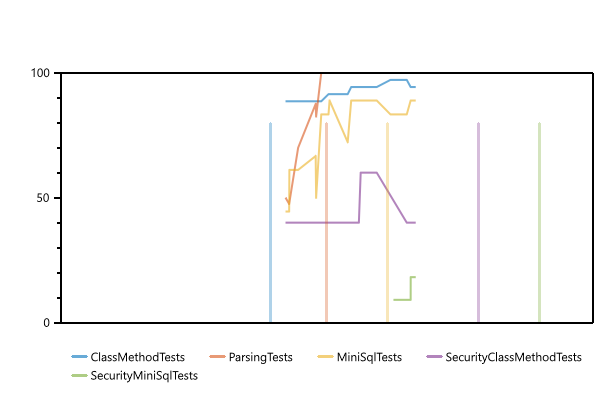 100
50
0
ClassMethodTests ParsingTests MiniSqlTests SecurityClassMethodTests
SecurityMiniSqlTests